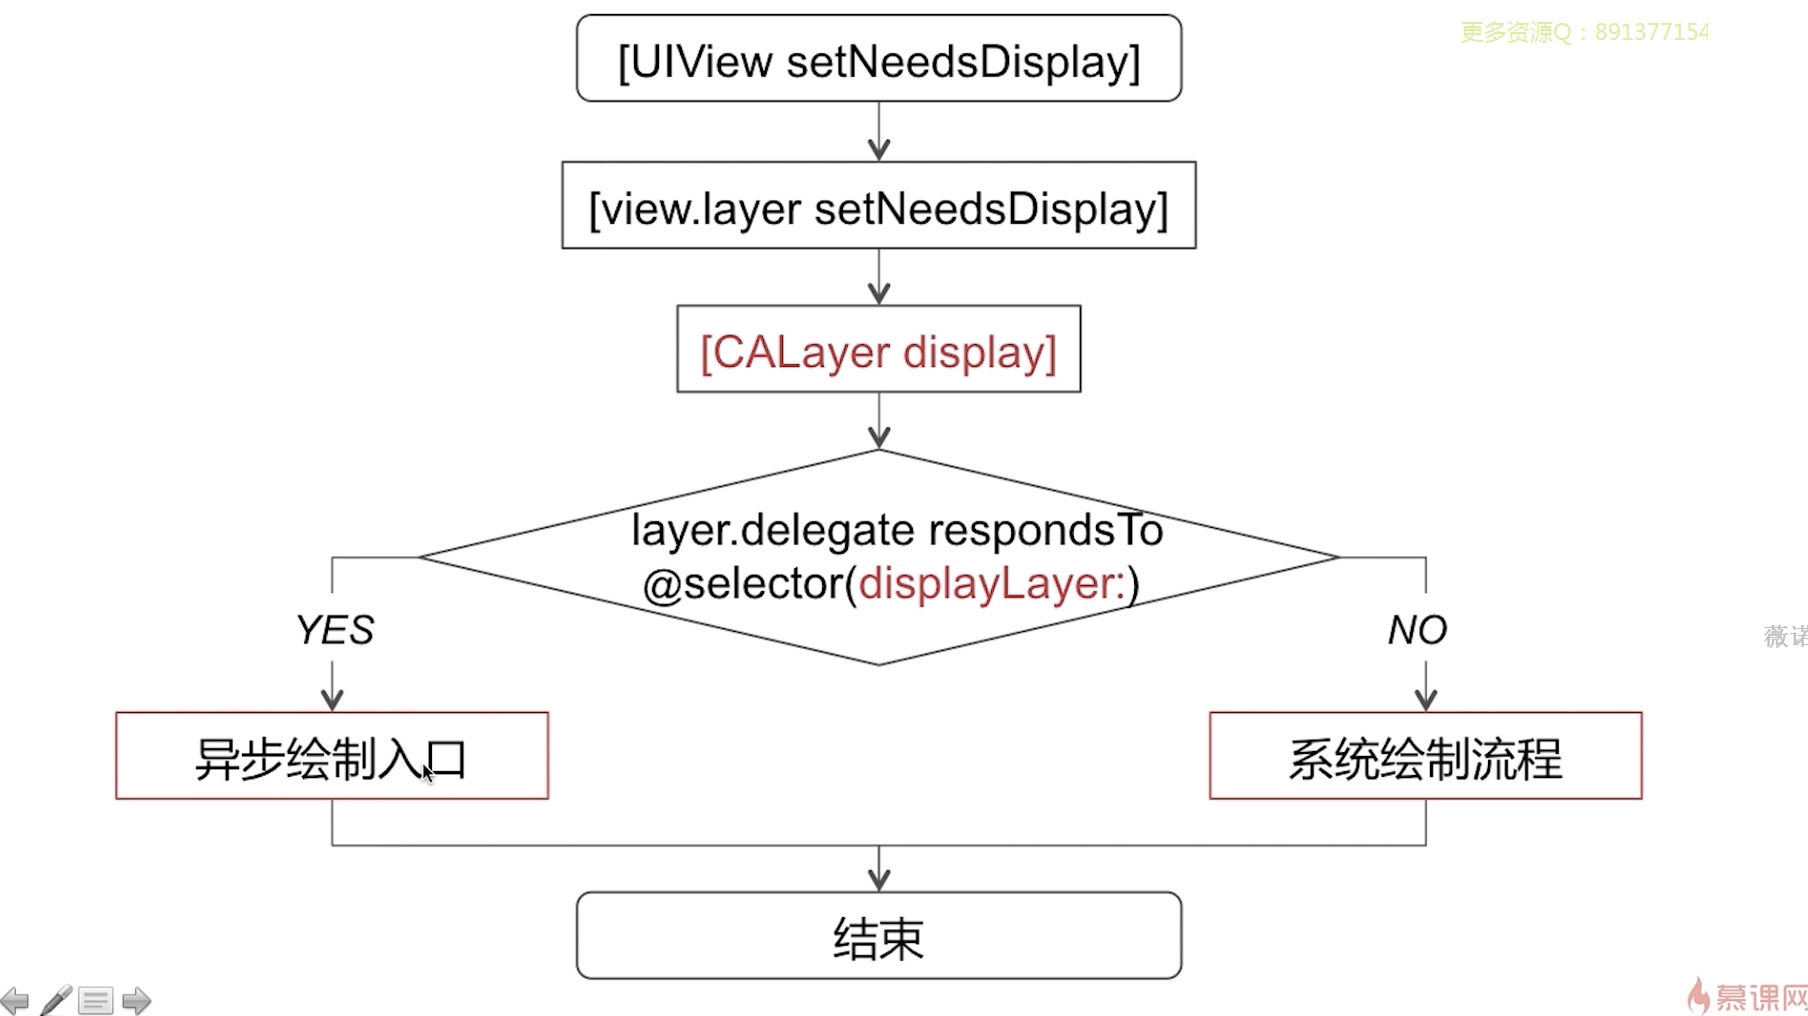 更多资源Q：891377154
[UIView setNeedsDisplay]
[view.layer setNeedsDisplay]
[CALayer display]
layer.delegate respondsTo
@selector(displayLayer:)
YES
NO
薇诺
异步绘制入口
系统绘制流程
结束
慕课网